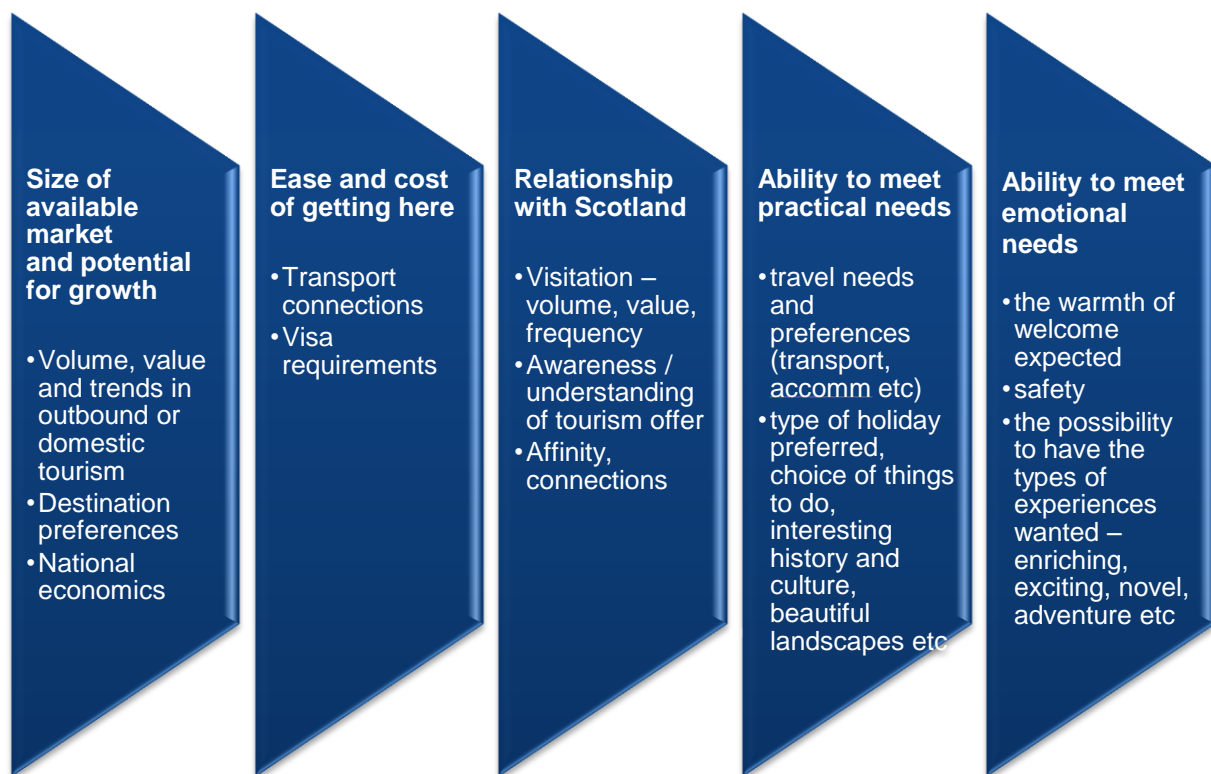 Size of
available
market
and potential
for growth
•Volume, value
and trends in
outbound or
domestic
tourism
•Destination
preferences
•National
economics
Ease and cost
of getting here
•Transport
connections
•Visa
requirements
Relationship
with Scotland
•Visitation –
volume, value,
frequency
•Awareness /
understanding
of tourism offer
•Affinity,
connections
Ability to meet
practical needs
•travel needs
and
preferences
(transport,
accomm etc)
•type of holiday
preferred,
choice of things
to do,
interesting
history and
culture,
beautiful
landscapes etc
Ability to meet
emotional
needs
•the warmth of
welcome
expected
•safety
•the possibility
to have the
types of
experiences
wanted –
enriching,
exciting, novel,
adventure etc